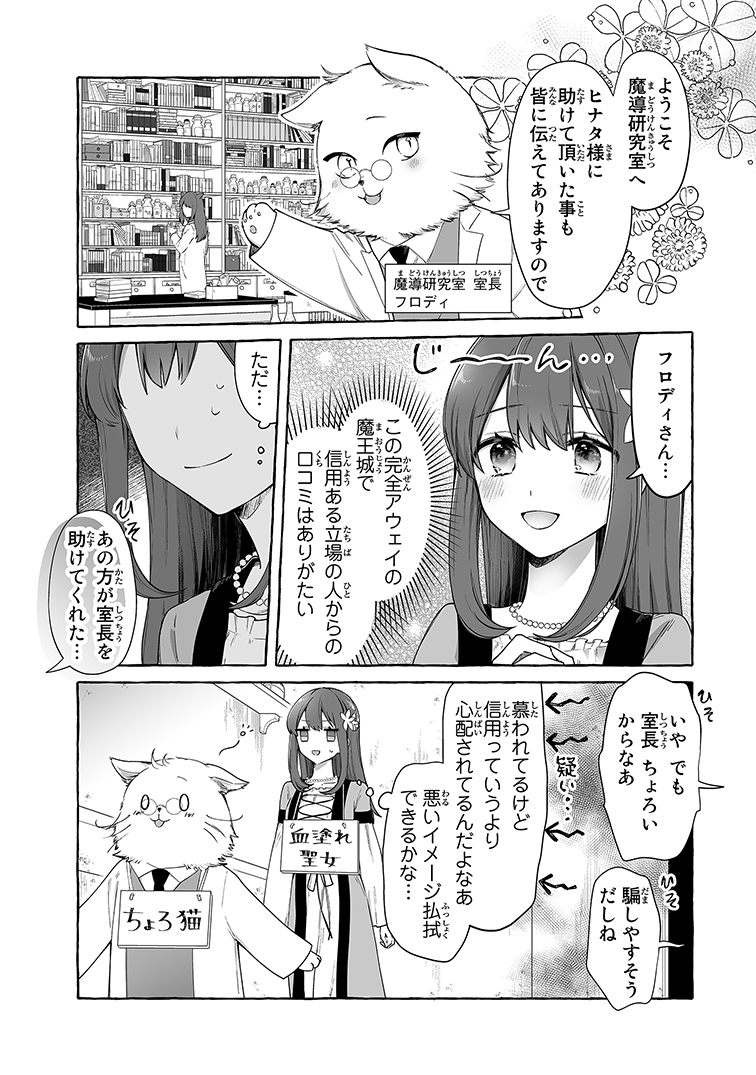 ようこそ
魔導研究室へ
ヒナタ様に
助けて頂いた事も
皆に伝えてありますので
魔導研究室 室長
フロディ
フロディさん…
じーーん…
この完全アウェイの
魔王城で
信用ある立場の人からの
口コミはありがたい
ただ…
ひそ
あの方が室長を
助けてくれた…
ひそ
いや でも
室長 ちょろい
からなあ
ひそ
騙しやすそう
だしね
疑い…
慕われてるけど
信用っていうより
心配されてるんだよなあ
悪いイメージ払拭
できるかな…
血塗れ
聖女
ちょろ猫